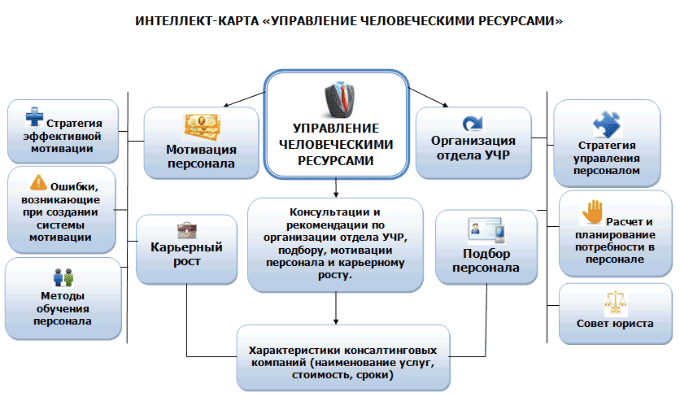 ИНТЕЛЛЕКТ-КАРТА «УПРАВЛЕНИЕ ЧЕЛОВЕЧЕСКИМИ РЕСУРСАМИ»
УПРАВЛЕНИЕ
ЧЕЛОВЕЧЕСКИМИ
РЕСУРСАМИ
Стратегия
эффективной
мотивации
Мотивация
персонала
Организация
отдела УЧР
Стратегия
управления
персоналом
Ошибки,
возникающие
при создании
системы
мотивации
Карьерный
рост
Консультации и
рекомендации по
организации отдела УЧР,
подбору, мотивации
персонала и карьерному
росту.
Подбор
персонала
Расчет и
планирование
потребности в
персонале
Методы
обучения
персонала
Совет юриста
Характеристики консалтинговых
компаний (наименование услуг,
стоимость, сроки)